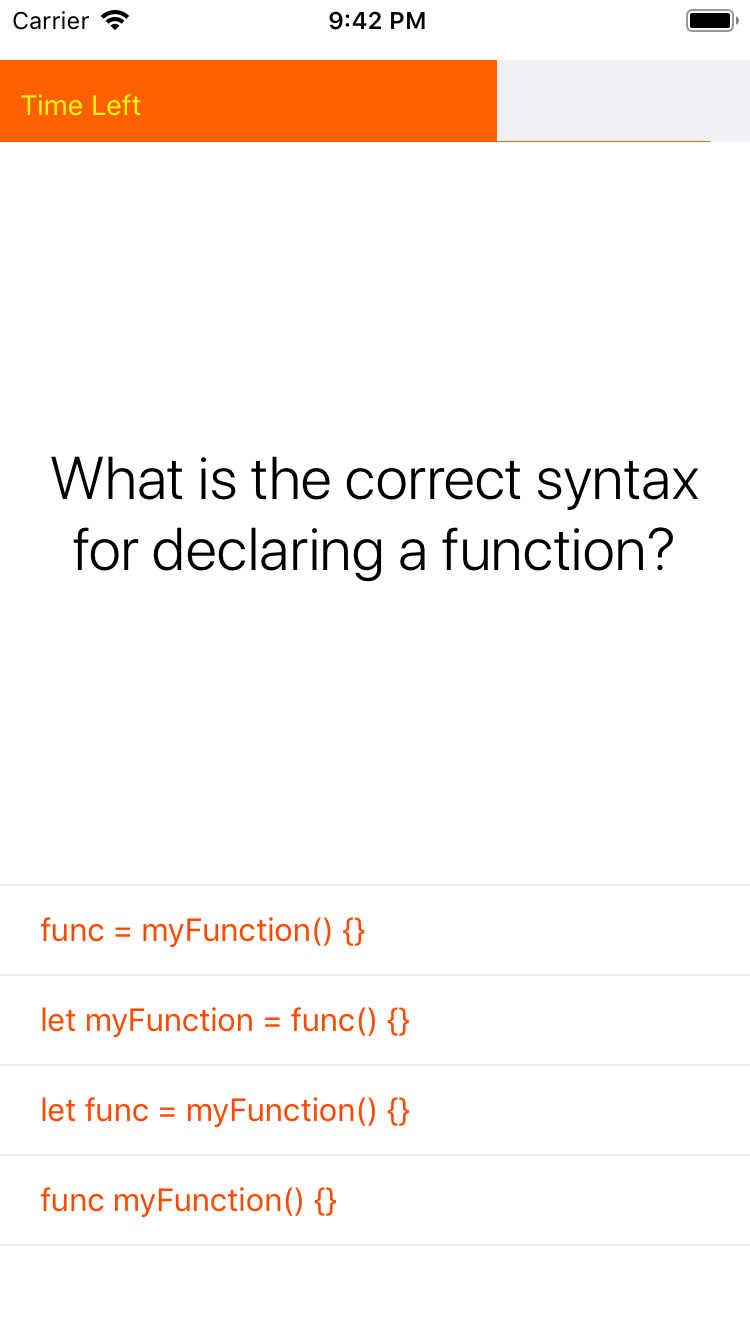 Carrier 9:42 PM
Time Left
What is the correct syntax
for declaring a function?
func = myFunction() {}
let myFunction = func() {}
let func = myFunction() {}
func myFunction() {}